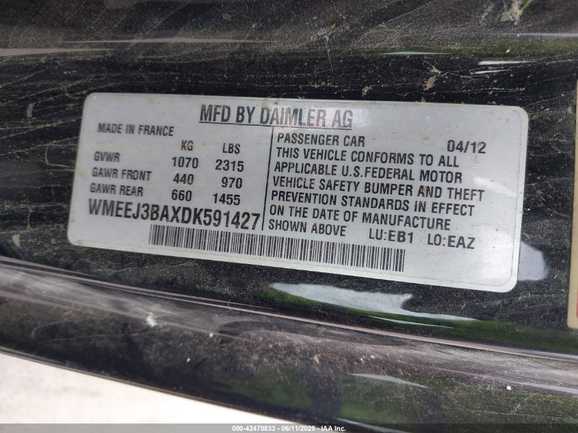 MFD BY DAIMLER AG
MADE IN FRANCE
KG LBS
GVWR 1070 2315
GAWR FRONT 440 970
GAWR REAR 660 1455
WMEEJ3BAXDK591427
PASSENGER CAR 04/12
THIS VEHICLE CONFORMS TO ALL
APPLICABLE U.S.FEDERAL MOTOR
VEHICLE SAFETY BUMPER AND THEFT
PREVENTION STANDARDS IN EFFECT
ON THE DATE OF MANUFACTURE
SHOWN ABOVE LU:EB1 LO:EAZ
000-42470833 - 06/11/2025 - IAA Inc.